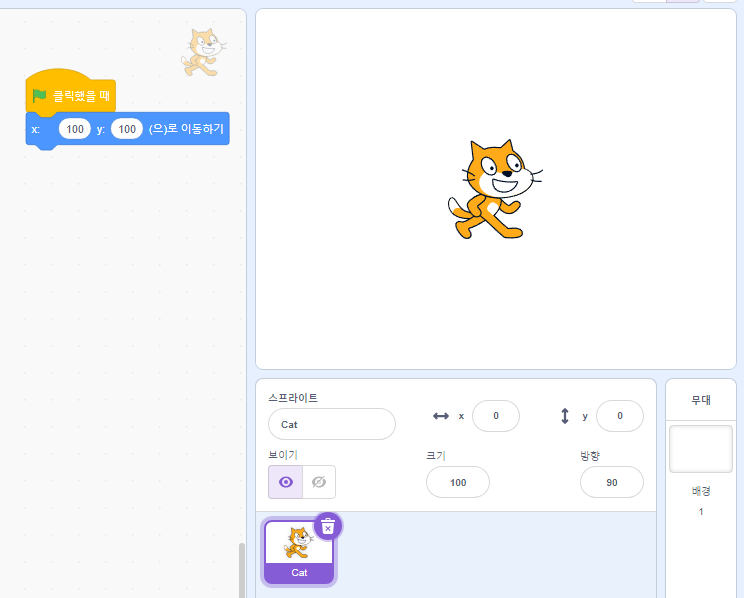 클릭했을 때
x: 100 y: 100 (으)로 이동하기
스프라이트
Cat
x 0
y 0
보이기
크기
100
방향
90
Cat
무대
배경
1